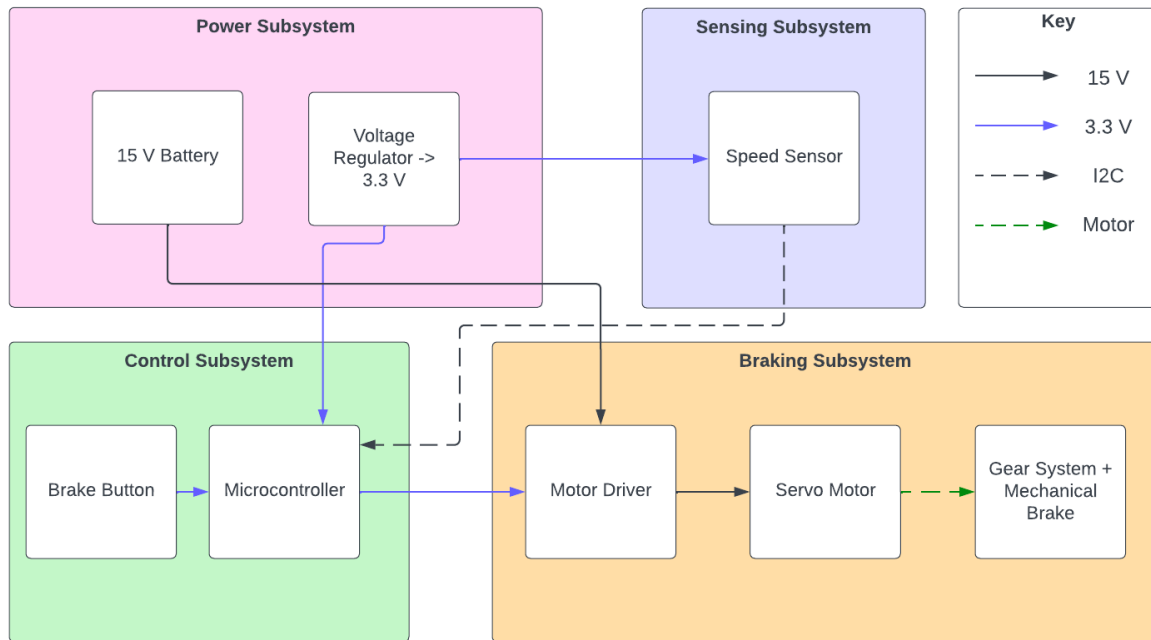 Power Subsystem
15 V Battery
Voltage
Regulator ->
3.3 V
Sensing Subsystem
Speed Sensor
Key
15 V
3.3 V
I2C
Motor
Control Subsystem
Brake Button
Microcontroller
Braking Subsystem
Motor Driver
Servo Motor
Gear System +
Mechanical
Brake